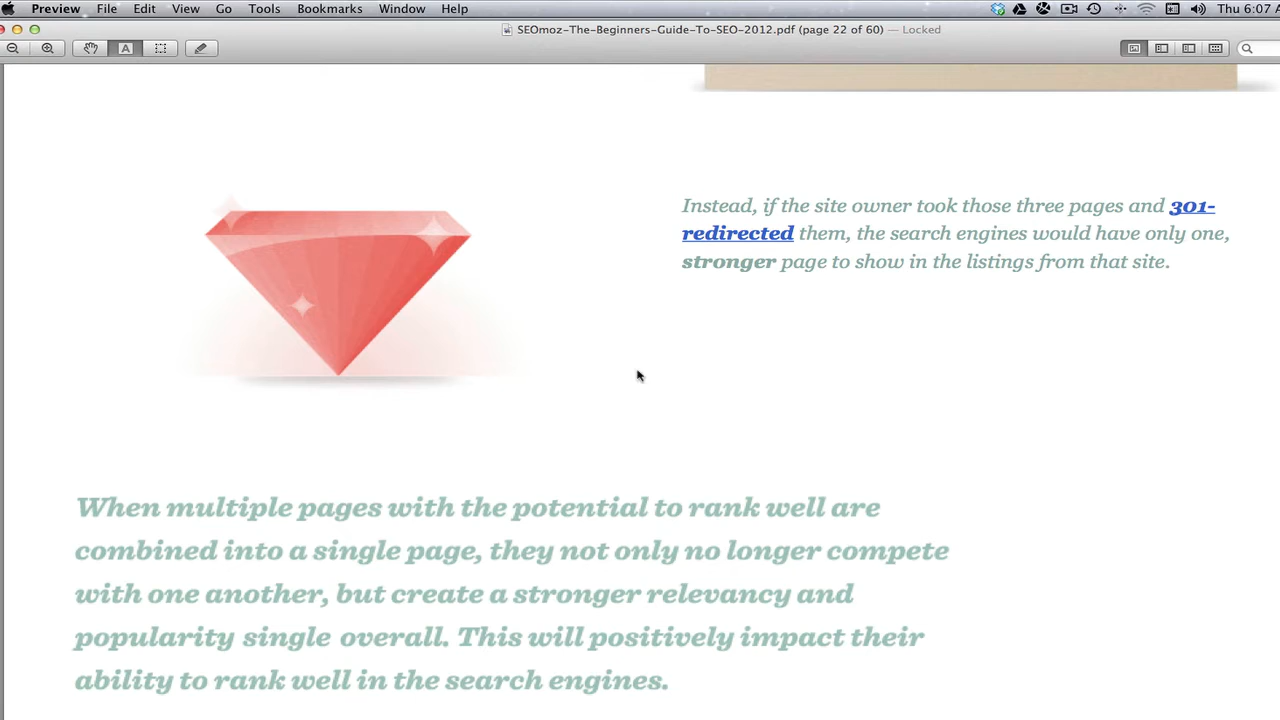 Preview File Edit View Go Tools Bookmarks Window Help Thu 6:07
SEOmoz-The-Beginners-Guide-To-SEO-2012.pdf (page 22 of 60) — Locked
A
Instead, if the site owner took those three pages and 301-
redirected them, the search engines would have only one,
stronger page to show in the listings from that site.
When multiple pages with the potential to rank well are
combined into a single page, they not only no longer compete
with one another, but create a stronger relevancy and
popularity single overall. This will positively impact their
ability to rank well in the search engines.